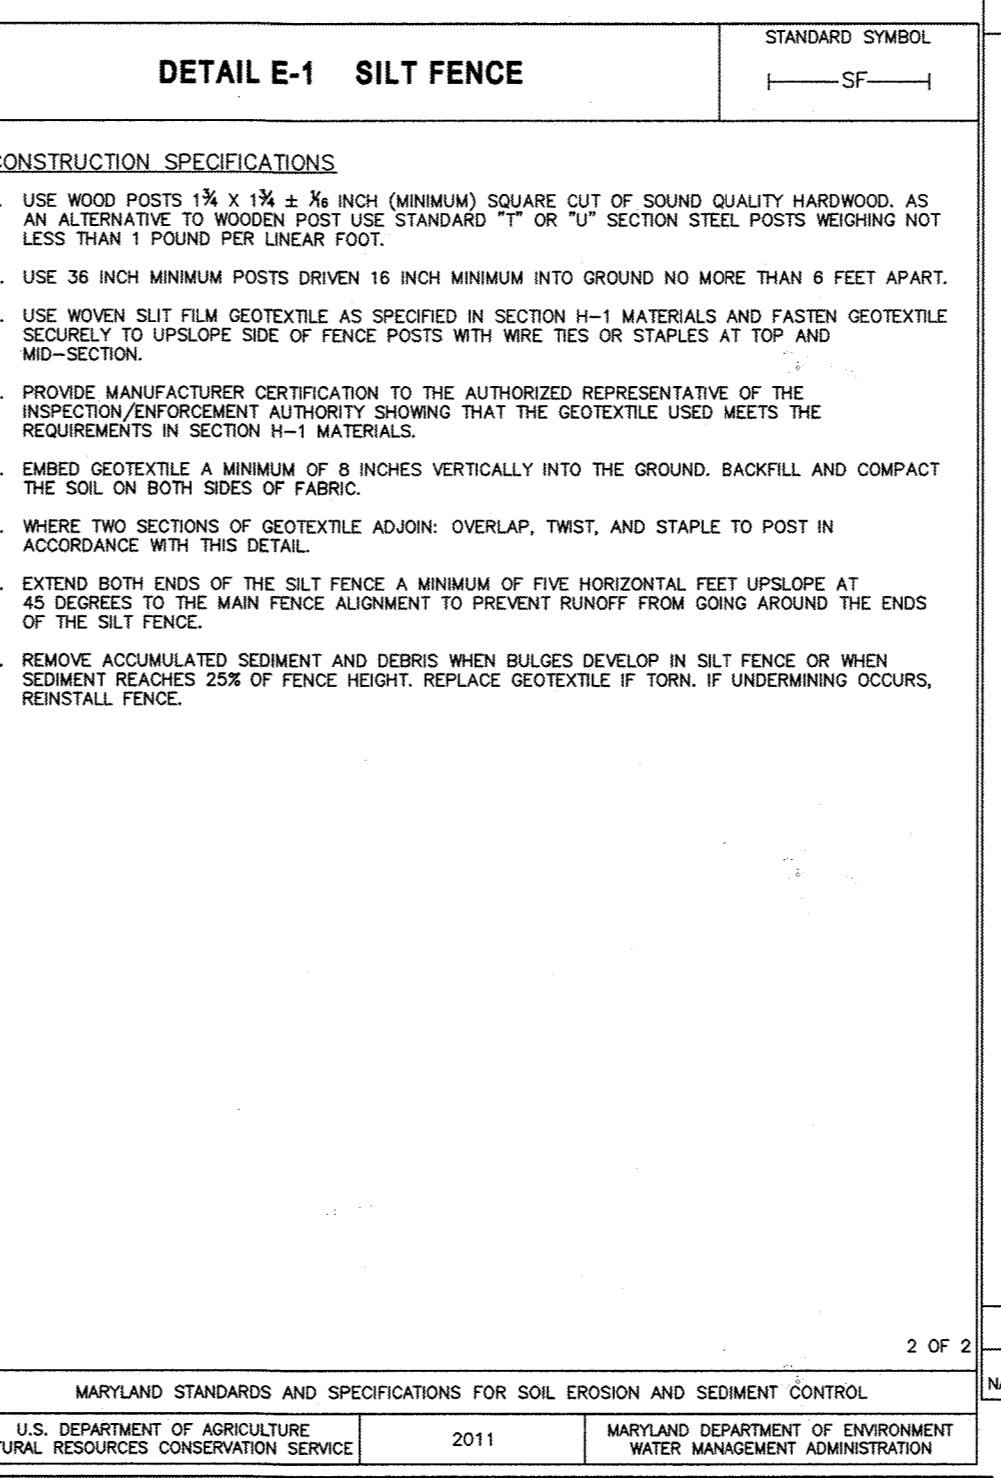 STANDARD SYMBOL
DETAIL E-1 SILT FENCE
SF
CONSTRUCTION SPECIFICATIONS
. USE WOOD POSTS 1¾ X 1¾ ± 1/16 INCH (MINIMUM) SQUARE CUT OF SOUND QUALITY HARDWOOD. AS
AN ALTERNATIVE TO WOODEN POST USE STANDARD "T" OR "U" SECTION STEEL POSTS WEIGHING NOT
LESS THAN 1 POUND PER LINEAR FOOT.
. USE 36 INCH MINIMUM POSTS DRIVEN 16 INCH MINIMUM INTO GROUND NO MORE THAN 6 FEET APART.
. USE WOVEN SLIT FILM GEOTEXTILE AS SPECIFIED IN SECTION H-1 MATERIALS AND FASTEN GEOTEXTILE
SECURELY TO UPSLOPE SIDE OF FENCE POSTS WITH WIRE TIES OR STAPLES AT TOP AND
MID-SECTION.
. PROVIDE MANUFACTURER CERTIFICATION TO THE AUTHORIZED REPRESENTATIVE OF THE
INSPECTION/ENFORCEMENT AUTHORITY SHOWING THAT THE GEOTEXTILE USED MEETS THE
REQUIREMENTS IN SECTION H-1 MATERIALS.
. EMBED GEOTEXTILE A MINIMUM OF 8 INCHES VERTICALLY INTO THE GROUND. BACKFILL AND COMPACT
THE SOIL ON BOTH SIDES OF FABRIC.
. WHERE TWO SECTIONS OF GEOTEXTILE ADJOIN: OVERLAP, TWIST, AND STAPLE TO POST IN
ACCORDANCE WITH THIS DETAIL.
. EXTEND BOTH ENDS OF THE SILT FENCE A MINIMUM OF FIVE HORIZONTAL FEET UPSLOPE AT
45 DEGREES TO THE MAIN FENCE ALIGNMENT TO PREVENT RUNOFF FROM GOING AROUND THE ENDS
OF THE SILT FENCE.
. REMOVE ACCUMULATED SEDIMENT AND DEBRIS WHEN BULGES DEVELOP IN SILT FENCE OR WHEN
SEDIMENT REACHES 25% OF FENCE HEIGHT. REPLACE GEOTEXTILE IF TORN. IF UNDERMINING OCCURS,
REINSTALL FENCE.
2 OF 2
MARYLAND STANDARDS AND SPECIFICATIONS FOR SOIL EROSION AND SEDIMENT CONTROL
U.S. DEPARTMENT OF AGRICULTURE
TURAL RESOURCES CONSERVATION SERVICE
2011
MARYLAND DEPARTMENT OF ENVIRONMENT
WATER MANAGEMENT ADMINISTRATION